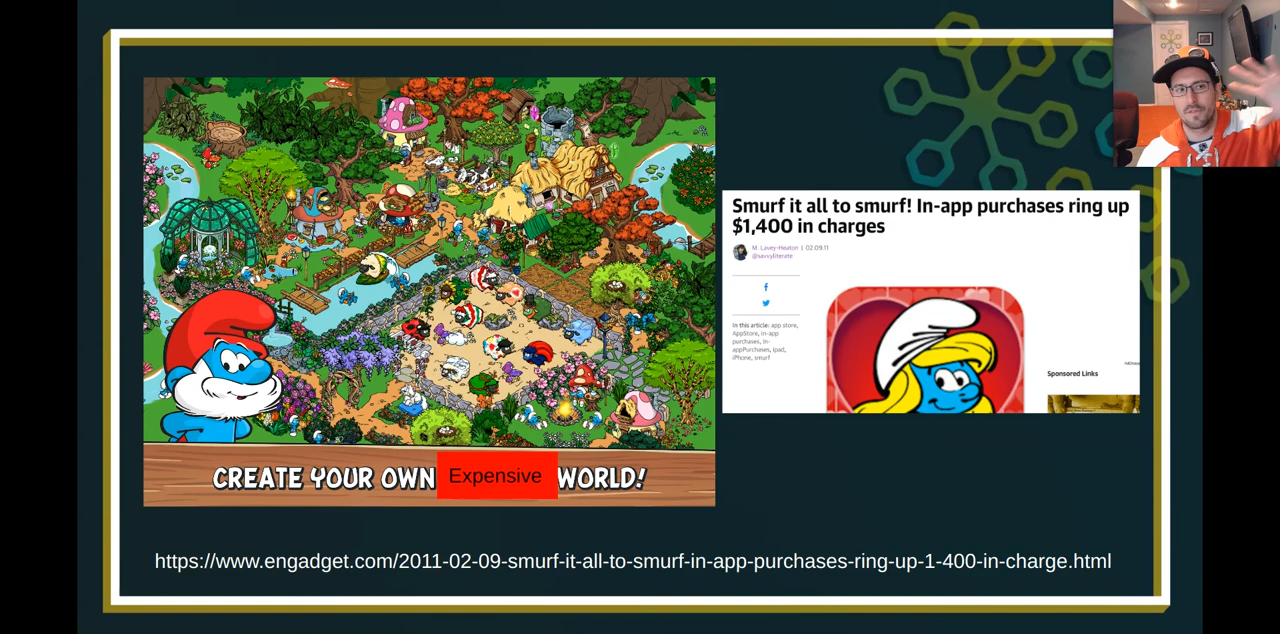 Smurf it all to smurf! In-app purchases ring up
$1,400 in charges
M. Lavey-Heaton | 02.09.11
@savvyliterate
In this article: app store,
AppStore, in-app
purchases, in-
appPurchases, ipad,
iPhone, smurf
Sponsored Links
CREATE YOUR OWN Expensive WORLD!
https://www.engadget.com/2011-02-09-smurf-it-all-to-smurf-in-app-purchases-ring-up-1-400-in-charge.html